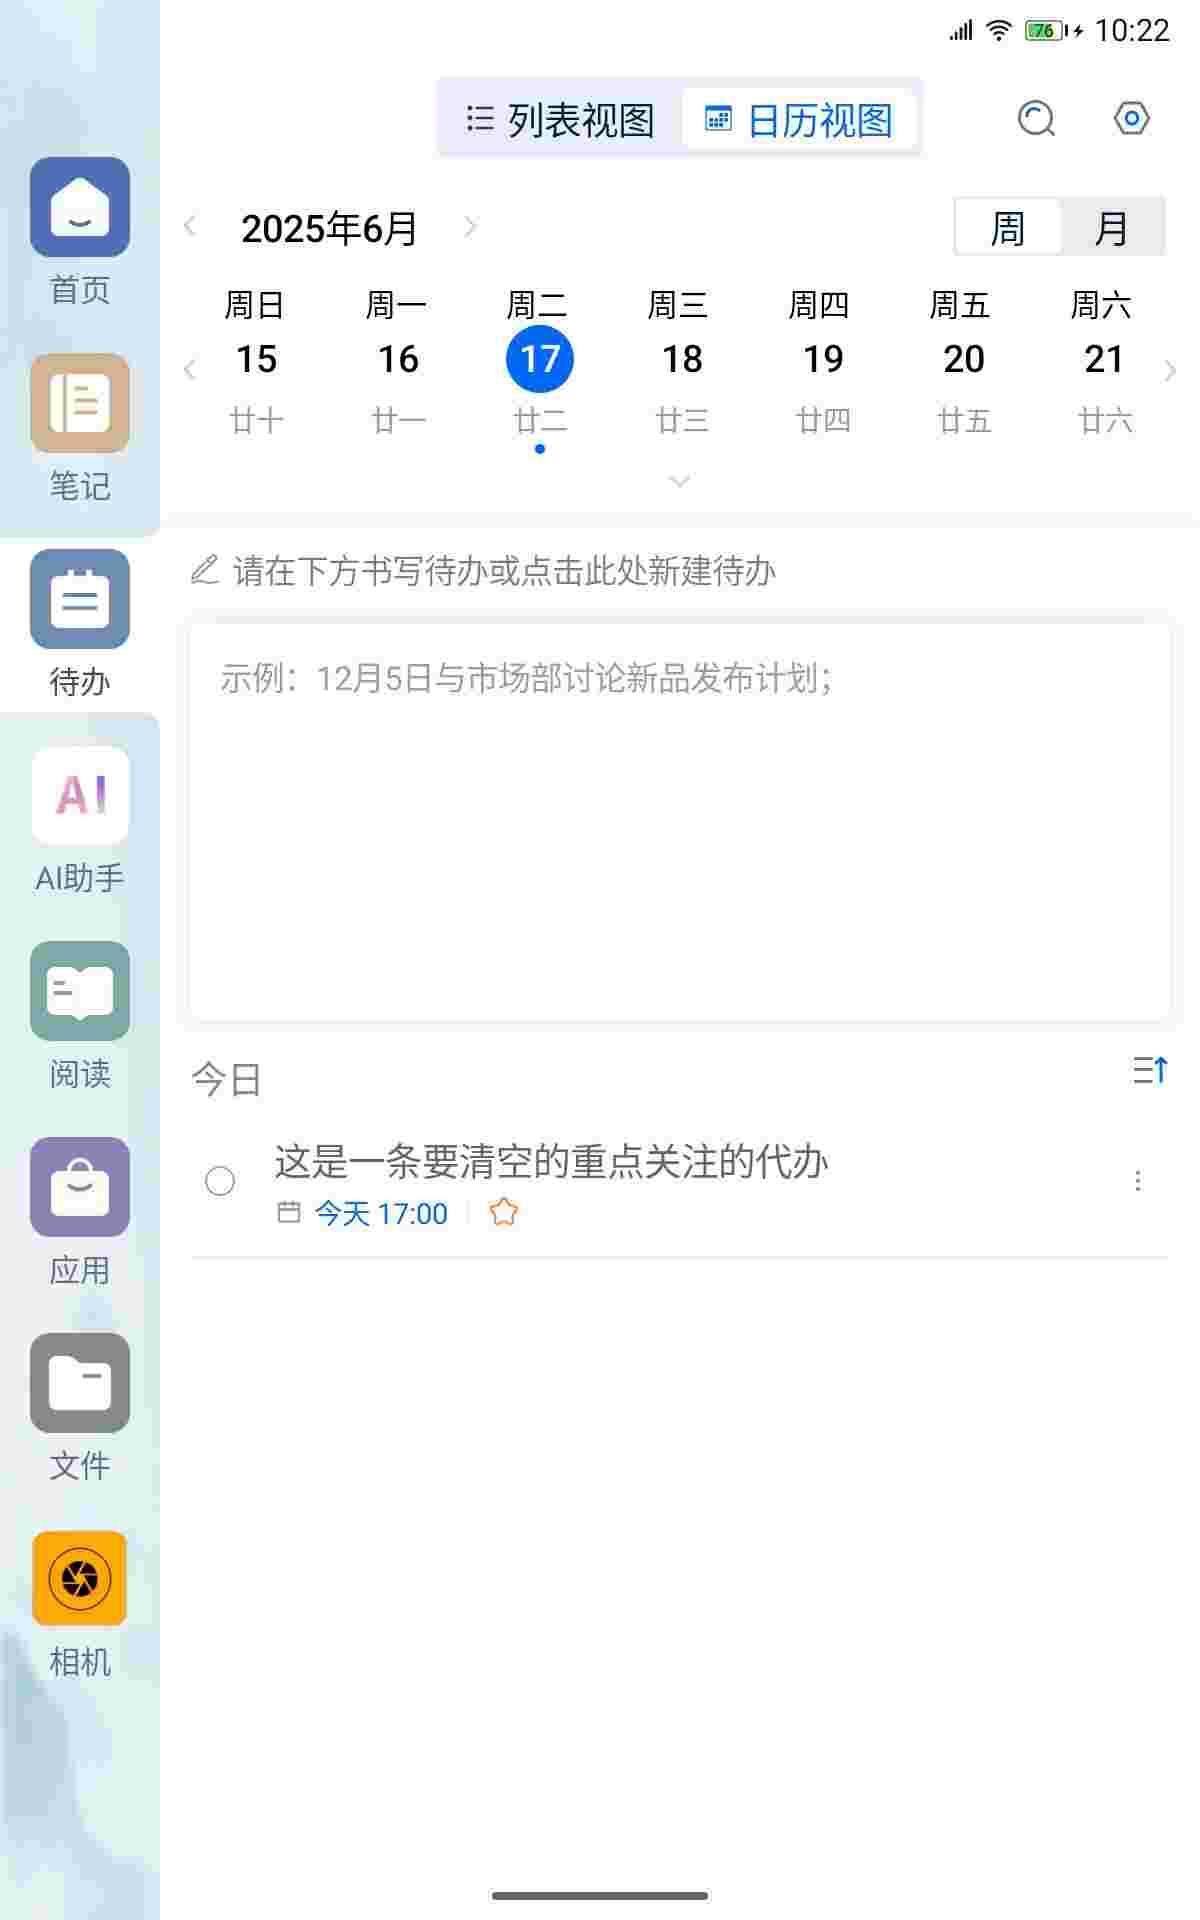 76 10:22
列表视图 日历视图
2025年6月 周 月
周日 周一 周二 周三 周四 周五 周六
15 16 17 18 19 20 21
廿十 廿一 廿二 廿三 廿四 廿五 廿六
请在下方书写待办或点击此处新建待办
示例：12月5日与市场部讨论新品发布计划；
今日
这是一条要清空的重点关注的代办
今天 17:00
首页
笔记
待办
AI
AI助手
阅读
应用
文件
相机